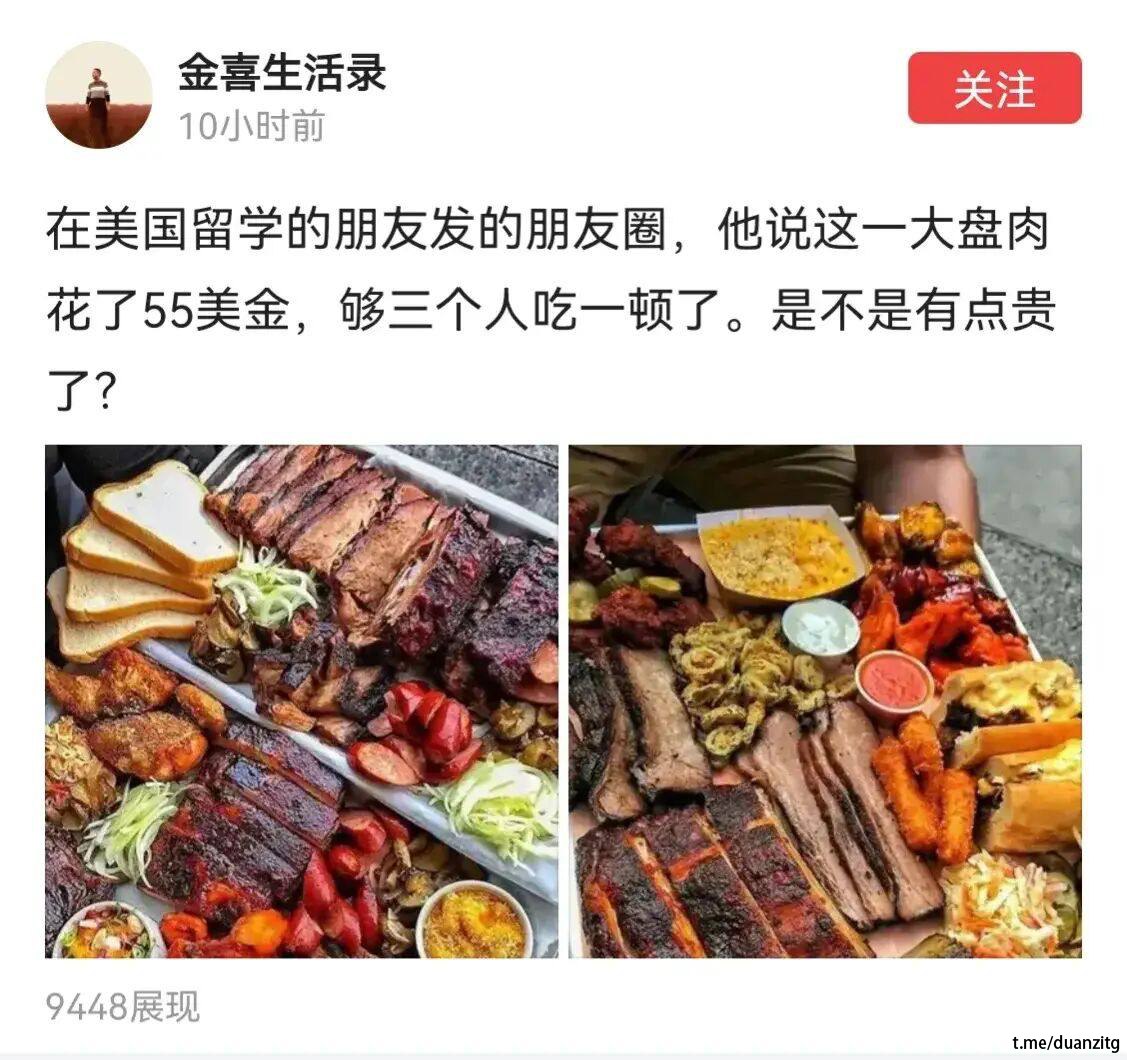 金喜生活录
10小时前
关注
在美国留学的朋友发的朋友圈，他说这一大盘肉
花了55美金，够三个人吃一顿了。是不是有点贵
了？
9448展现
t.me/duanzitg